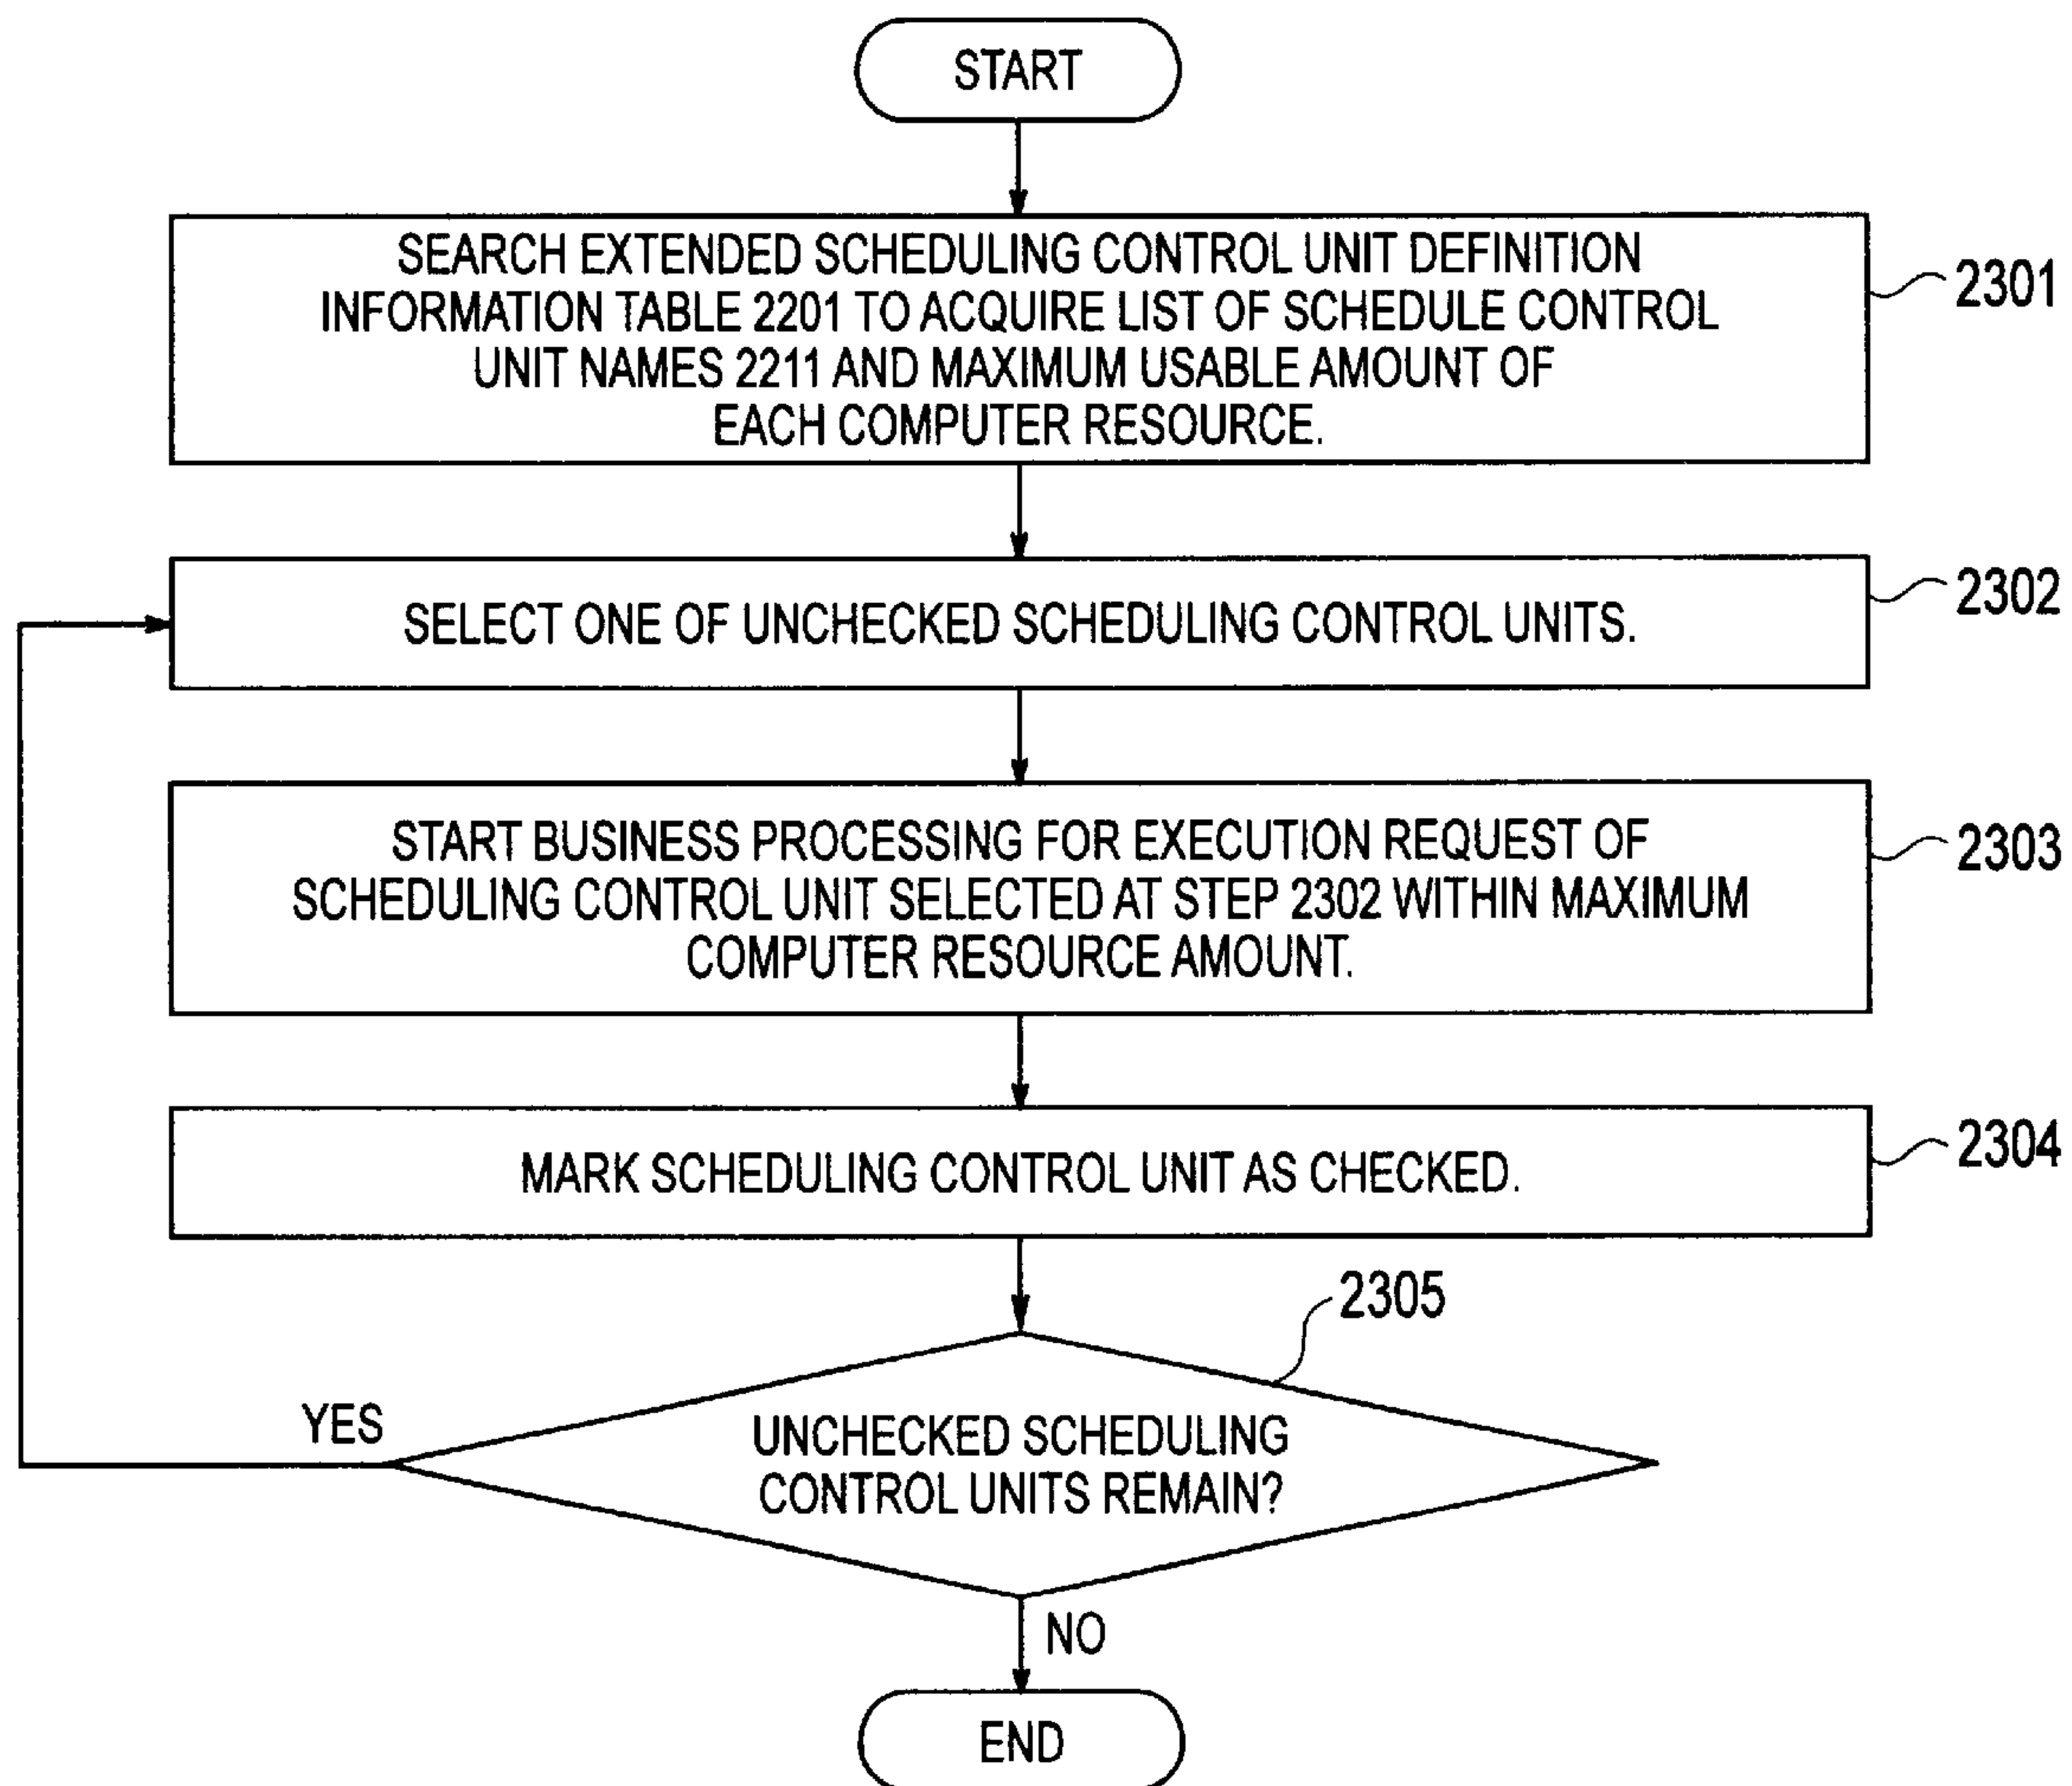 START
SEARCH EXTENDED SCHEDULING CONTROL UNIT DEFINITION
INFORMATION TABLE 2201 TO ACQUIRE LIST OF SCHEDULE CONTROL
UNIT NAMES 2211 AND MAXIMUM USABLE AMOUNT OF
EACH COMPUTER RESOURCE.
2301
SELECT ONE OF UNCHECKED SCHEDULING CONTROL UNITS.
2302
START BUSINESS PROCESSING FOR EXECUTION REQUEST OF
SCHEDULING CONTROL UNIT SELECTED AT STEP 2302 WITHIN MAXIMUM
COMPUTER RESOURCE AMOUNT.
2303
MARK SCHEDULING CONTROL UNIT AS CHECKED.
2304
2305
YES
UNCHECKED SCHEDULING
CONTROL UNITS REMAIN?
NO
END